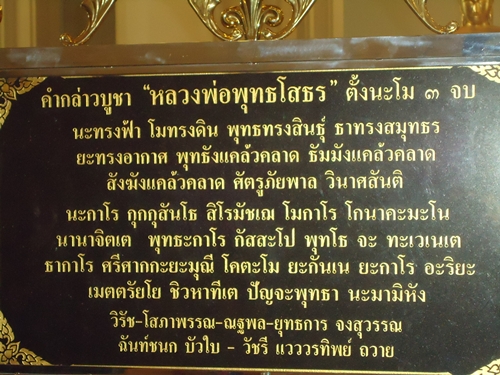 คำกล่าวบูชา “หลวงพ่อพุทธโสธร” ตั้งนะโม ๓ จบ
นะทรงฟ้า โมทรงดิน พุทธทรงสินธุ์ ธาทรงสมุทธร
ยะทรงอากาศ พุทธังแคล้วคลาด ธัมมังแคล้วคลาด
สังฆังแคล้วคลาด ศัตรูภัยพาล วินาศสันติ
นะกาโร กุกกุสันโธ สิโรมัชเฌ โมกาโร โกนาคะมะโน
นานาจิตเต พุทธะกาโร กัสสะโป พุทโธ จะ ทะเวเนเต
ธากาโร ศรีศากกะยะมุณี โคตะโม ยะกันเน ยะกาโร อะริยะ
เมตตรัยโย ชิวหาทีเต ปัญจะพุทธา นะมามิหัง
วิรัช-โสภาพรรณ-ณฐพล-ยุทธการ จงสุวรรณ
ฉันท์ชนก บัวใบ - วัชรี แวววรทิพย์ ถวาย